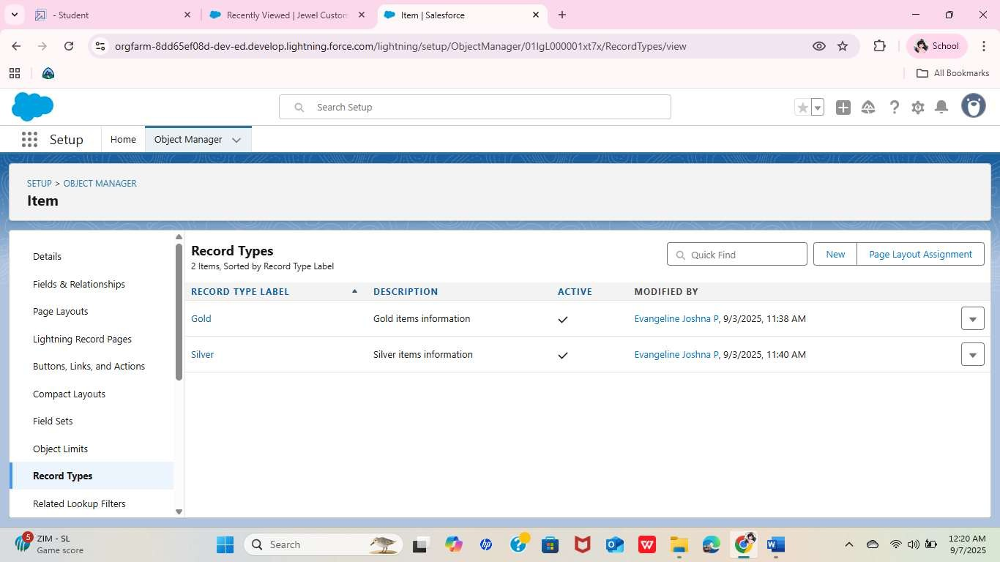 - Student
Recently Viewed | Jewel Custom
Item | Salesforce
orgfarm-8dd65ef08d-dev-ed.develop.lightning.force.com/lightning/setup/ObjectManager/01IgL000001xt7x/RecordTypes/view
School
All Bookmarks
Search Setup
Setup
Home
Object Manager
SETUP > OBJECT MANAGER
Item
Details
Fields & Relationships
Page Layouts
Lightning Record Pages
Buttons, Links, and Actions
Compact Layouts
Field Sets
Object Limits
Record Types
Related Lookup Filters
Record Types
2 Items, Sorted by Record Type Label
Quick Find
New
Page Layout Assignment
RECORD TYPE LABEL DESCRIPTION ACTIVE MODIFIED BY
Gold Gold items information Evangeline Joshna P, 9/3/2025, 11:38 AM
Silver Silver items information Evangeline Joshna P, 9/3/2025, 11:40 AM
5
ZIM - SL
Game score
Search
12:20 AM
9/7/2025